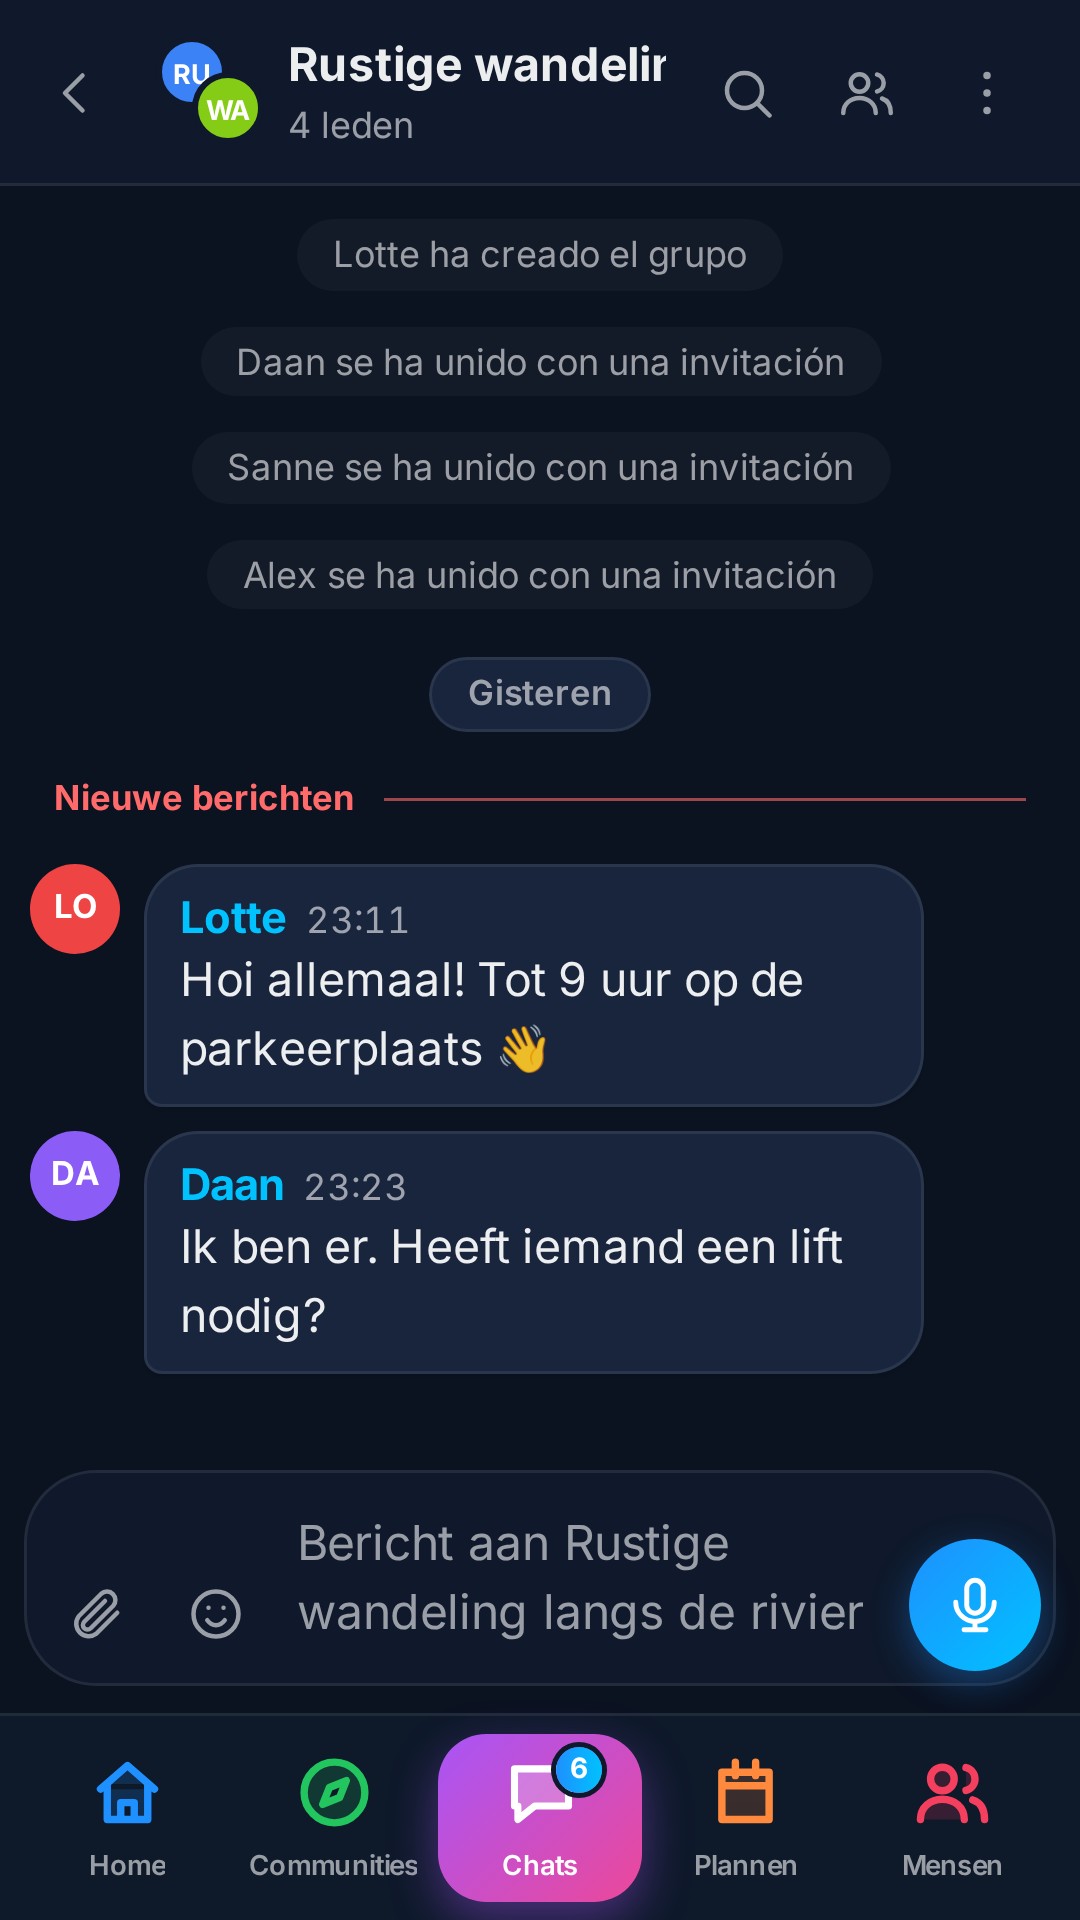 RU
WA
Rustige wandelin
4 leden
Lotte ha creado el grupo
Daan se ha unido con una invitación
Sanne se ha unido con una invitación
Alex se ha unido con una invitación
Gisteren
Nieuwe berichten
LO
Lotte 23:11
Hoi allemaal! Tot 9 uur op de
parkeerplaats 👋
DA
Daan 23:23
Ik ben er. Heeft iemand een lift
nodig?
Bericht aan Rustige
wandeling langs de rivier
6
Home
Communities
Chats
Plannen
Mensen